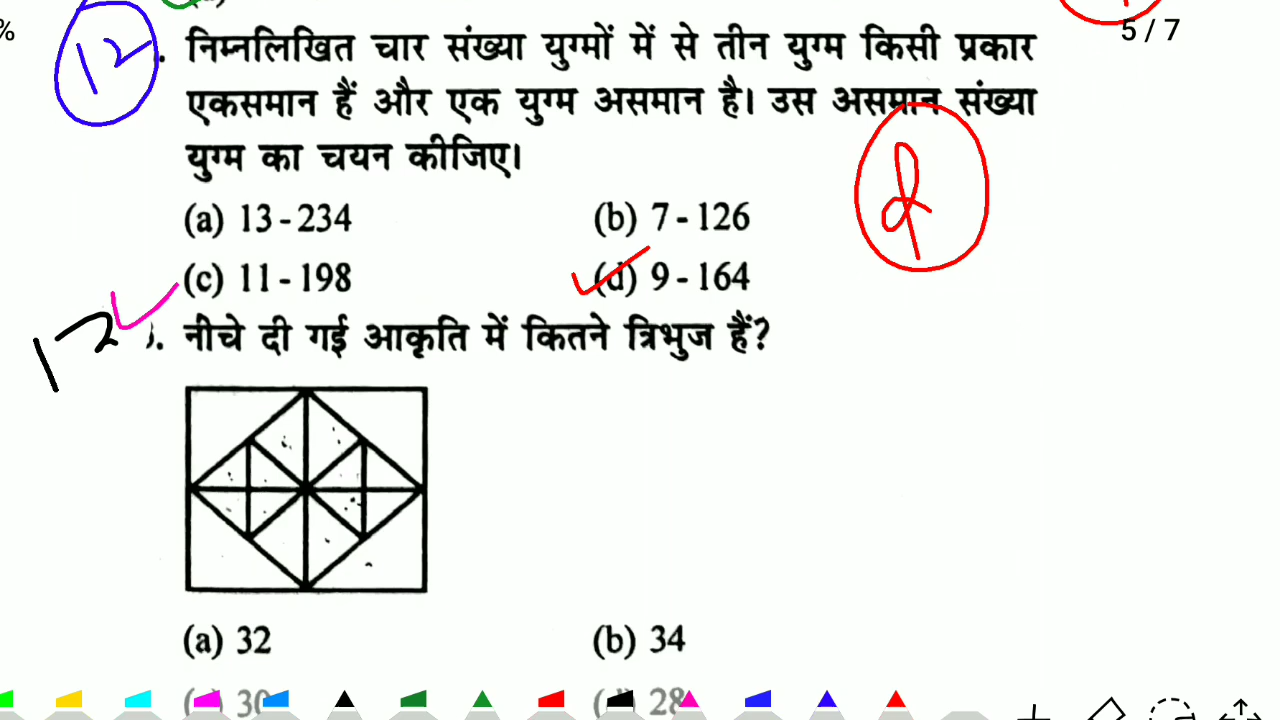 5 / 7
%
12
. निम्नलिखित चार संख्या युग्मों में से तीन युग्म किसी प्रकार
एकसमान हैं और एक युग्म असमान है। उस असमान संख्या
युग्म का चयन कीजिए।
(a) 13 - 234 (b) 7 - 126
(c) 11 - 198 (d) 9 - 164
d
12
. नीचे दी गई आकृति में कितने त्रिभुज हैं?
(a) 32 (b) 34
30 28